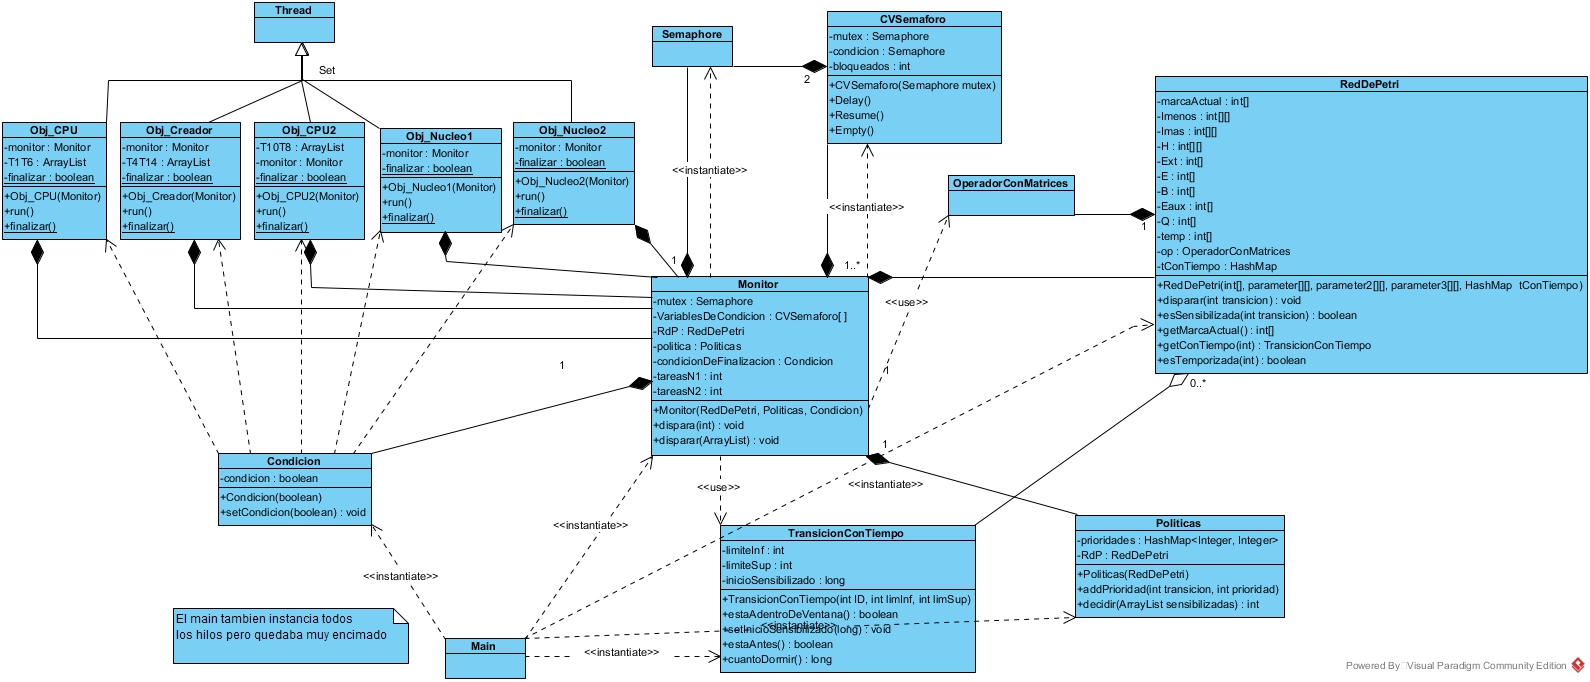 Thread
Set
Obj_CPU
-monitor : Monitor
-T1T6 : ArrayList
-finalizar : boolean
+Obj_CPU(Monitor)
+run()
+finalizar()
Obj_Creador
-monitor : Monitor
-T4T14 : ArrayList
-finalizar : boolean
+Obj_Creador(Monitor)
+run()
+finalizar()
Obj_CPU2
-T10T8 : ArrayList
-monitor : Monitor
-finalizar : boolean
+Obj_CPU2(Monitor)
+run()
+finalizar()
Obj_Nucleo1
-monitor : Monitor
-finalizar : boolean
+Obj_Nucleo1(Monitor)
+run()
+finalizar()
Obj_Nucleo2
-monitor : Monitor
-finalizar : boolean
+Obj_Nucleo2(Monitor)
+run()
+finalizar()
Semaphore
CVSemaforo
-mutex : Semaphore
-condicion : Semaphore
-bloqueados : int
+CVSemaforo(Semaphore mutex)
+Delay()
+Resume()
+Empty()
2
<<instantiate>>
<<instantiate>>
OperadorConMatrices
1
RedDePetri
-marcaActual : int[]
-Imenos : int[][]
-Imas : int[][]
-H : int[][]
-Ext : int[]
-E : int[]
-B : int[]
-Eaux : int[]
-Q : int[]
-temp : int[]
-op : OperadorConMatrices
-tConTiempo : HashMap
+RedDePetri(int[], parameter[][], parameter2[][], parameter3[][], HashMap tConTiempo)
+disparar(int transicion) : void
+esSensibilizada(int transicion) : boolean
+getMarcaActual() : int[]
+getConTiempo(int) : TransicionConTiempo
+esTemporizada(int) : boolean
0..*
1
1..*
<<use>>
Monitor
-mutex : Semaphore
-VariablesDeCondicion : CVSemaforo[ ]
-RdP : RedDePetri
-politica : Politicas
-condicionDeFinalizacion : Condicion
-tareasN1 : int
-tareasN2 : int
+Monitor(RedDePetri, Politicas, Condicion)
+dispara(int) : void
+disparar(ArrayList) : void
1
1
1
<<use>>
<<instantiate>>
<<instantiate>>
Condicion
-condicion : boolean
+Condicion(boolean)
+setCondicion(boolean) : void
<<instantiate>>
TransicionConTiempo
-limiteInf : int
-limiteSup : int
-inicioSensibilizado : long
+TransicionConTiempo(int ID, int limInf, int limSup)
+estaAdentroDeVentana() : boolean
+setInicioSensibilizado(long) : void
+estaAntes() : boolean
+cuantoDormir() : long
<<instantiate>>
Politicas
-prioridades : HashMap<Integer, Integer>
-RdP : RedDePetri
+Politicas(RedDePetri)
+addPrioridad(int transicion, int prioridad)
+decidir(ArrayList sensibilizadas) : int
El main tambien instancia todos
los hilos pero quedaba muy encimado
Main
<<instantiate>>
Powered By Visual Paradigm Community Edition